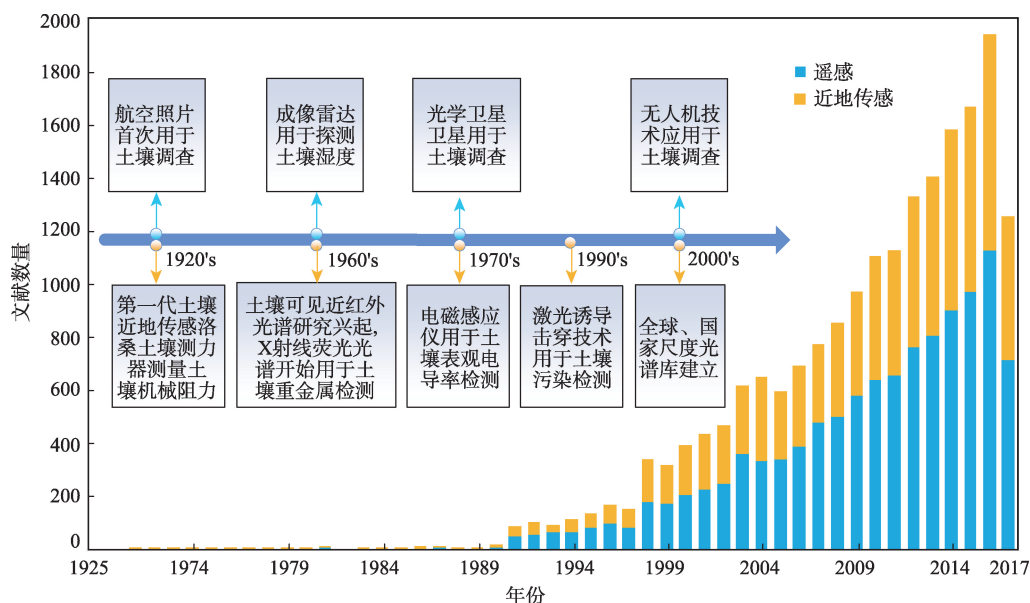 2000
1800
1600
1400
1200
1000
800
600
400
200
0
文献数量
遥感
近地传感
航空照片
首次用于
土壤调查
成像雷达
用于探测
土壤湿度
光学卫星
卫星用于
土壤调查
无人机技
术应用于
土壤调查
1920's
1960's
1970's
1990's
2000's
第一代土壤
近地传感洛
桑土壤测力
器测量土
壤机械阻力
土壤可见近红外
光谱研究兴起,
X射线荧光光
谱开始用于土
壤重金属检测
电磁感应
仪用于土
壤表观电
导率检测
激光诱导
击穿技术
用于土壤
污染检测
全球、国
家尺度光
谱库建立
1925
1974
1979
1984
1989
1994
1999
2004
2009
2014
2017
年份